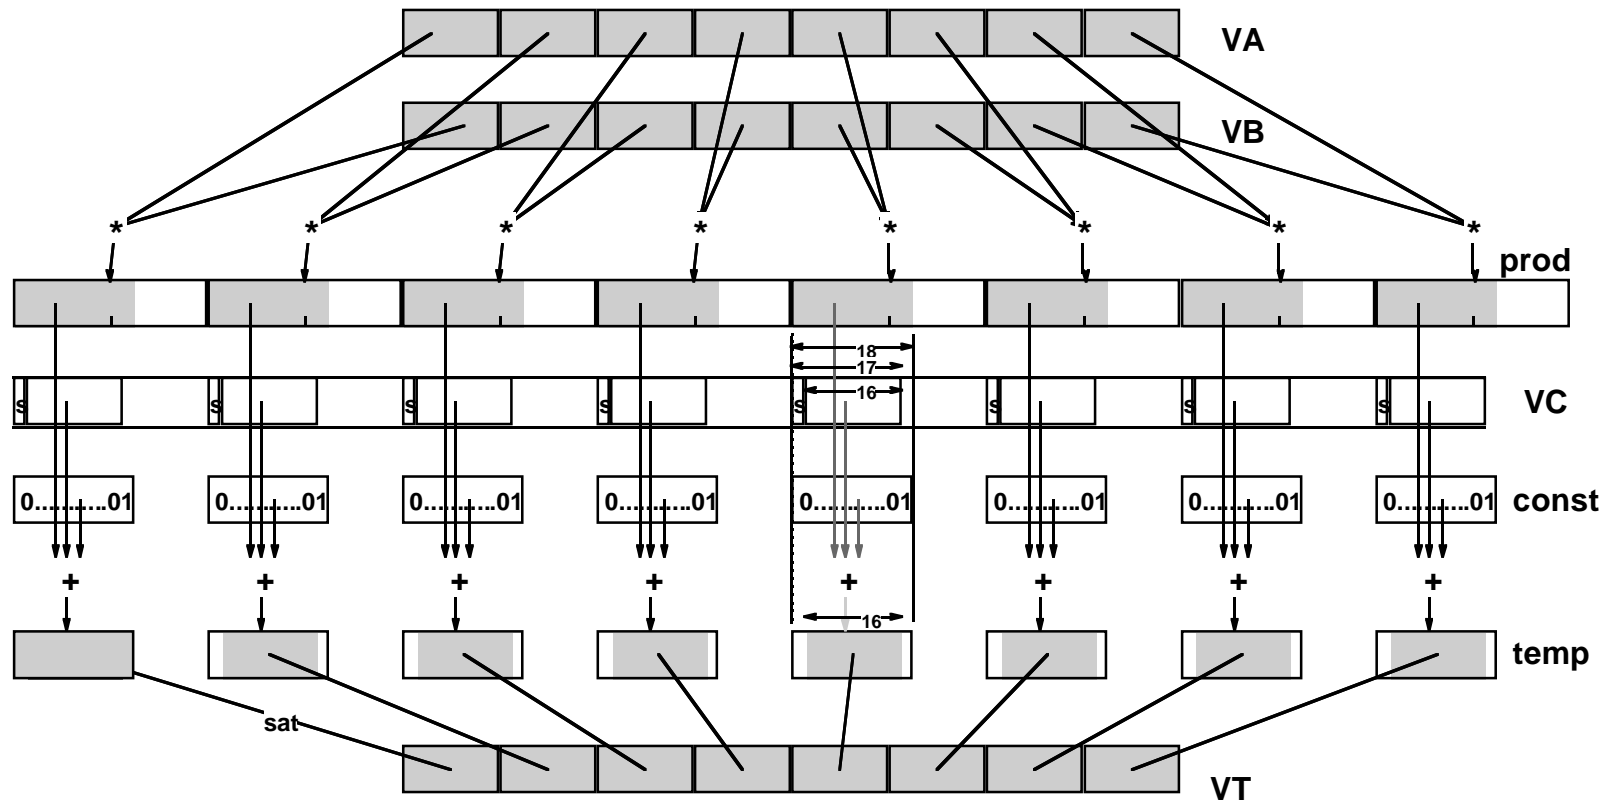 VA
VB
* * * * * * * *
prod
18
17
16
s s s s s s s s
VC
0..........01 0..........01 0..........01 0..........01 0..........01 0..........01 0..........01 0..........01
const
+ + + + + + + +
16
temp
sat
VT